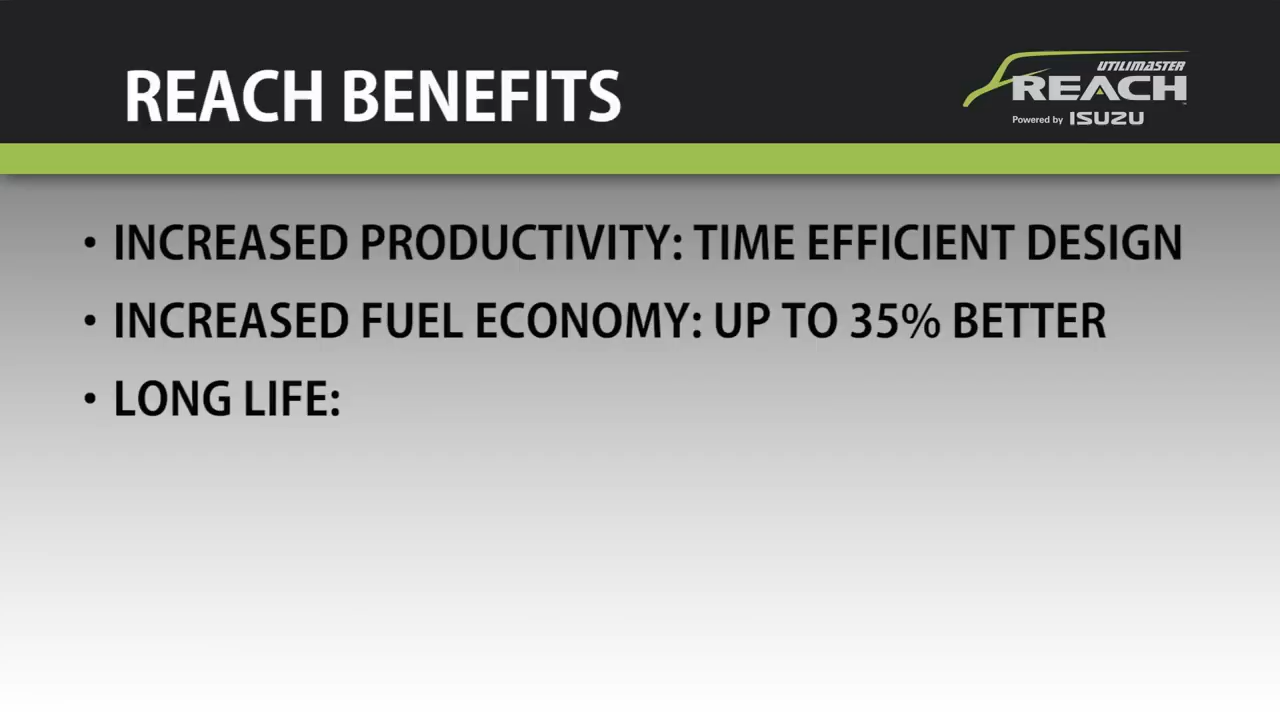 REACH BENEFITS
UTILIMASTER
REACH
Powered by ISUZU
• INCREASED PRODUCTIVITY: TIME EFFICIENT DESIGN
• INCREASED FUEL ECONOMY: UP TO 35% BETTER
• LONG LIFE: